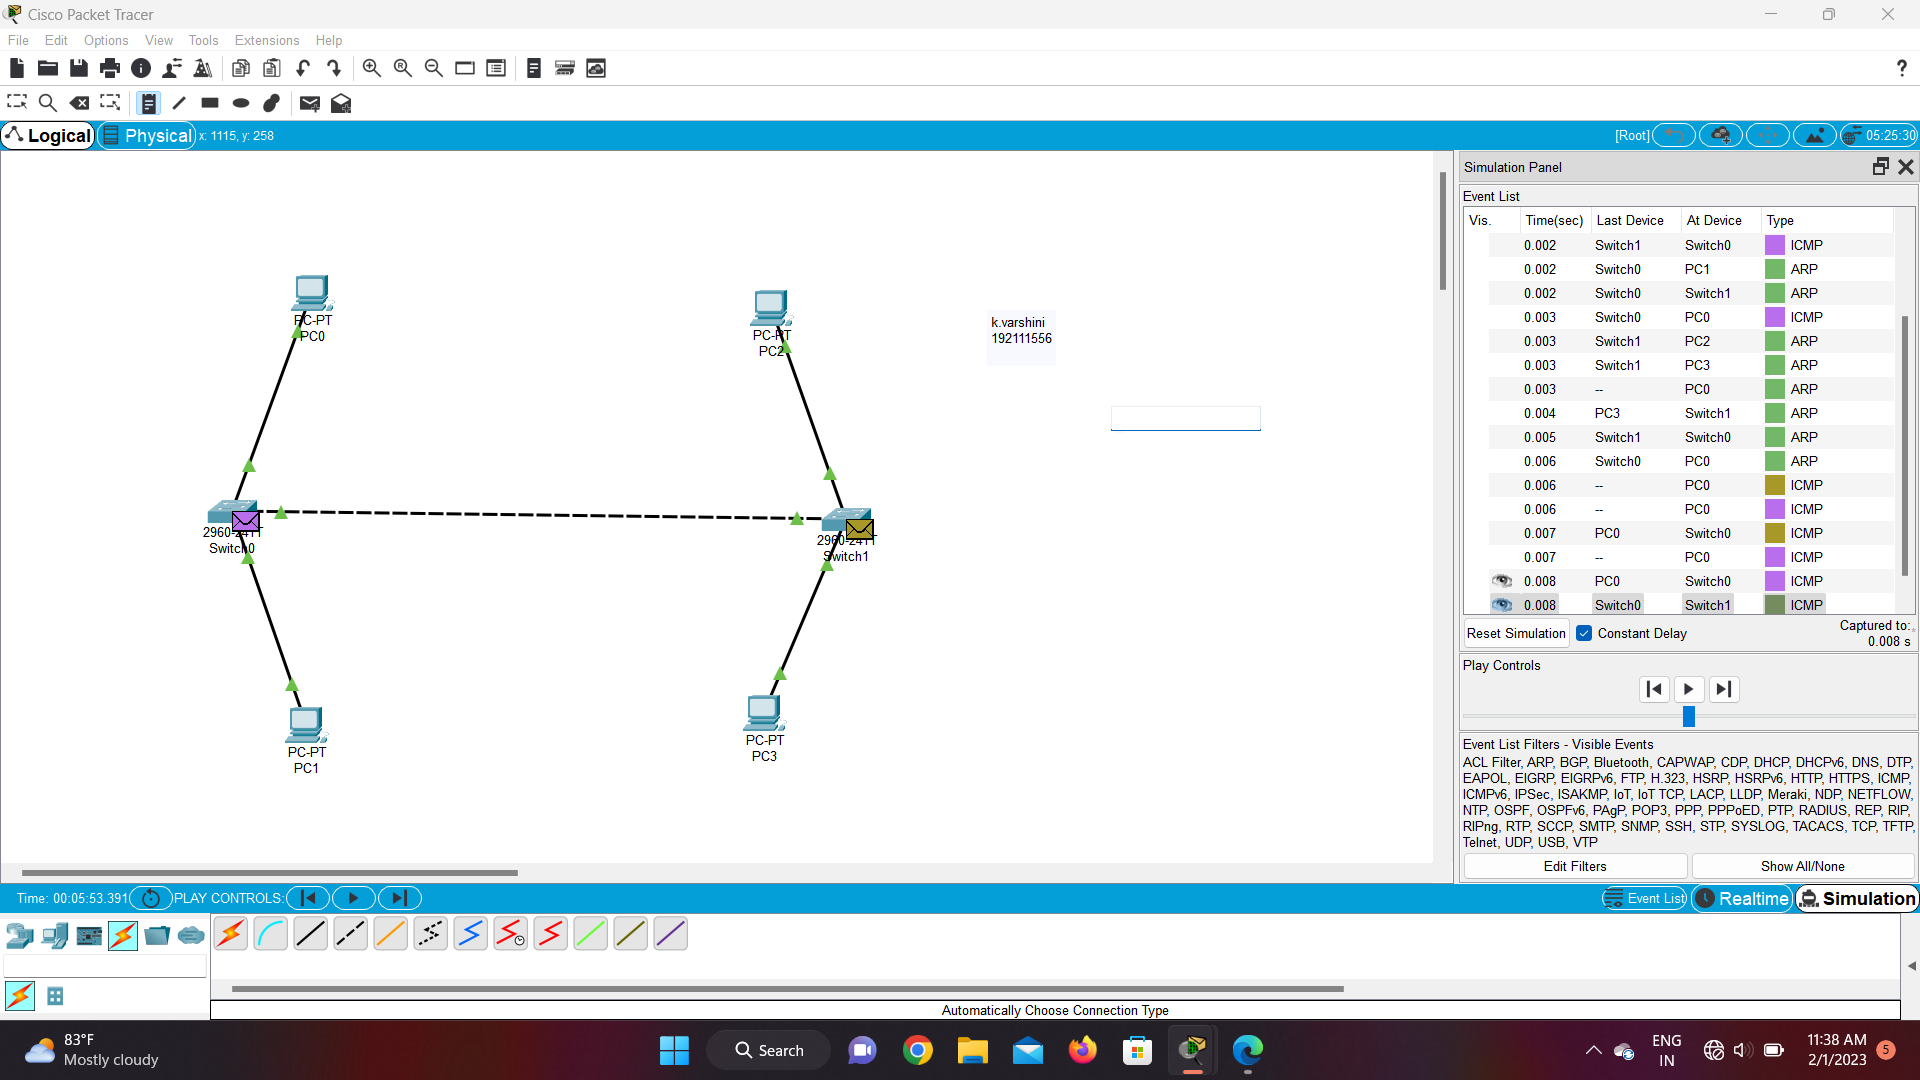 Cisco Packet Tracer
File Edit Options View Tools Extensions Help
Logical Physical x: 1115, y: 258 [Root] 05:25:30
PC-PT
PC0
PC-PT
PC2
k.varshini
192111556
2960-24TT
Switch0
2960-24TT
Switch1
PC-PT
PC1
PC-PT
PC3
Simulation Panel
Event List
Vis. Time(sec) Last Device At Device Type
0.002 Switch1 Switch0 ICMP
0.002 Switch0 PC1 ARP
0.002 Switch0 Switch1 ARP
0.003 Switch0 PC0 ICMP
0.003 Switch1 PC2 ARP
0.003 Switch1 PC3 ARP
0.003 -- PC0 ARP
0.004 PC3 Switch1 ARP
0.005 Switch1 Switch0 ARP
0.006 Switch0 PC0 ARP
0.006 -- PC0 ICMP
0.006 -- PC0 ICMP
0.007 PC0 Switch0 ICMP
0.007 -- PC0 ICMP
0.008 PC0 Switch0 ICMP
0.008 Switch0 Switch1 ICMP
Reset Simulation Constant Delay Captured to:
0.008 s
Play Controls
Event List Filters - Visible Events
ACL Filter, ARP, BGP, Bluetooth, CAPWAP, CDP, DHCP, DHCPv6, DNS, DTP,
EAPOL, EIGRP, EIGRPv6, FTP, H.323, HSRP, HSRPv6, HTTP, HTTPS, ICMP,
ICMPv6, IPSec, ISAKMP, IoT, IoT TCP, LACP, LLDP, Meraki, NDP, NETFLOW,
NTP, OSPF, OSPFv6, PAgP, POP3, PPP, PPPoED, PTP, RADIUS, REP, RIP,
RIPng, RTP, SCCP, SMTP, SNMP, SSH, STP, SYSLOG, TACACS, TCP, TFTP,
Telnet, UDP, USB, VTP
Edit Filters Show All/None
Time: 00:05:53.391 PLAY CONTROLS: Event List Realtime Simulation
Automatically Choose Connection Type
83°F
Mostly cloudy
Search
ENG
IN
11:38 AM
2/1/2023
5